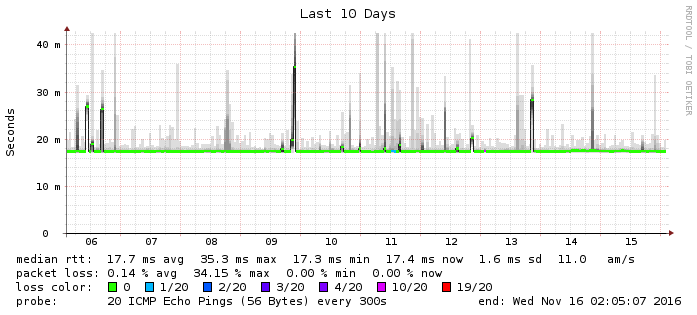 Last 10 Days
RRDTOOL / TOBI OETIKER
Seconds
40 m
30 m
20 m
10 m
0
06 07 08 09 10 11 12 13 14 15
median rtt: 17.7 ms avg 35.3 ms max 17.3 ms min 17.4 ms now 1.6 ms sd 11.0 am/s
packet loss: 0.14 % avg 34.15 % max 0.00 % min 0.00 % now
loss color: 0 1/20 2/20 3/20 4/20 10/20 19/20
probe: 20 ICMP Echo Pings (56 Bytes) every 300s end: Wed Nov 16 02:05:07 2016